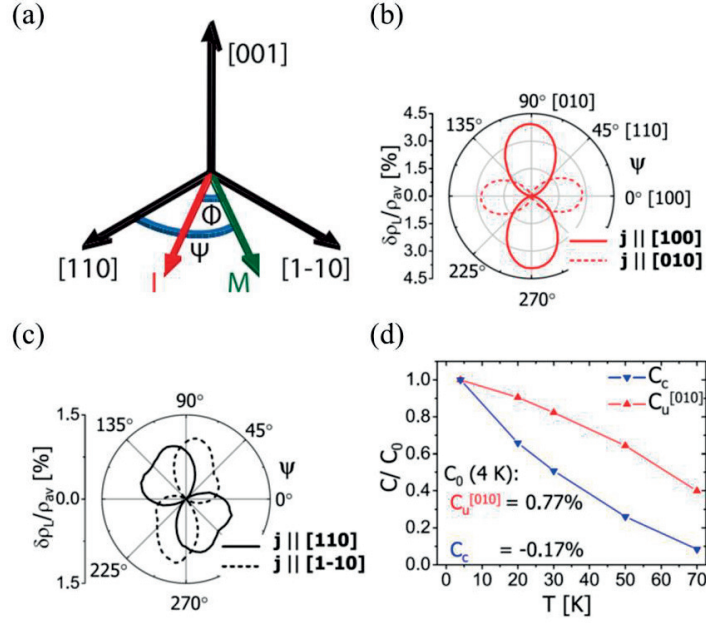 (a)
[001]
Φ
Ψ
[110]
I
M
[1-10]
(b)
90° [010]
135°
45° [110]
Ψ
0° [100]
225°
270°
4.5
3.0
1.5
0.0
1.5
3.0
4.5
δρL/ρav [%]
j || [100]
j || [010]
(c)
90°
135°
45°
Ψ
0°
225°
270°
1.5
0.0
1.5
δρL/ρav [%]
j || [110]
j || [1-10]
(d)
Cc
Cu[010]
C/ C0
1.0
0.8
0.6
0.4
0.2
0.0
C0 (4 K):
Cu[010] = 0.77%
Cc = -0.17%
0 10 20 30 40 50 60 70
T [K]